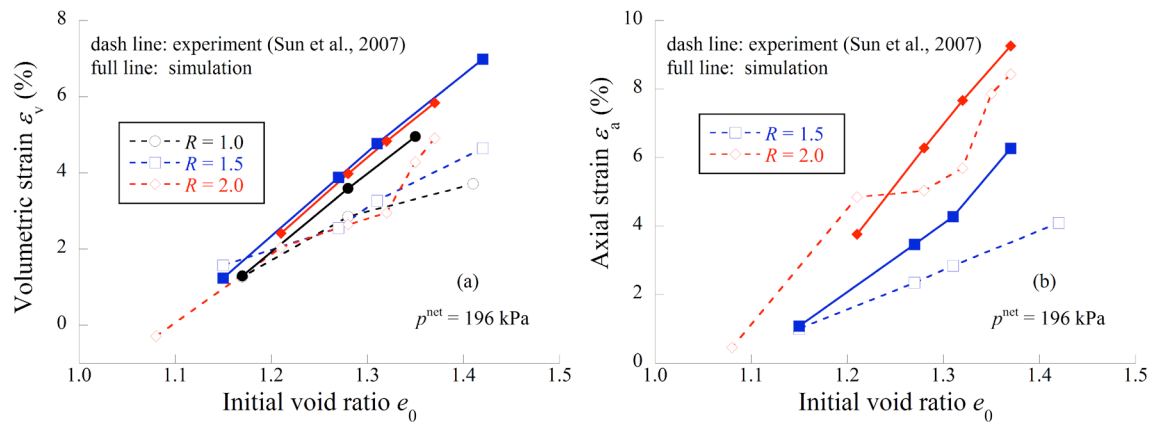 8
6
4
2
0
Volumetric strain εv (%)
dash line: experiment (Sun et al., 2007)
full line: simulation
R = 1.0
R = 1.5
R = 2.0
(a)
p^net = 196 kPa
1.0 1.1 1.2 1.3 1.4 1.5
Initial void ratio e0
10
8
6
4
2
0
Axial strain εa (%)
dash line: experiment (Sun et al., 2007)
full line: simulation
R = 1.5
R = 2.0
(b)
p^net = 196 kPa
1.0 1.1 1.2 1.3 1.4 1.5
Initial void ratio e0